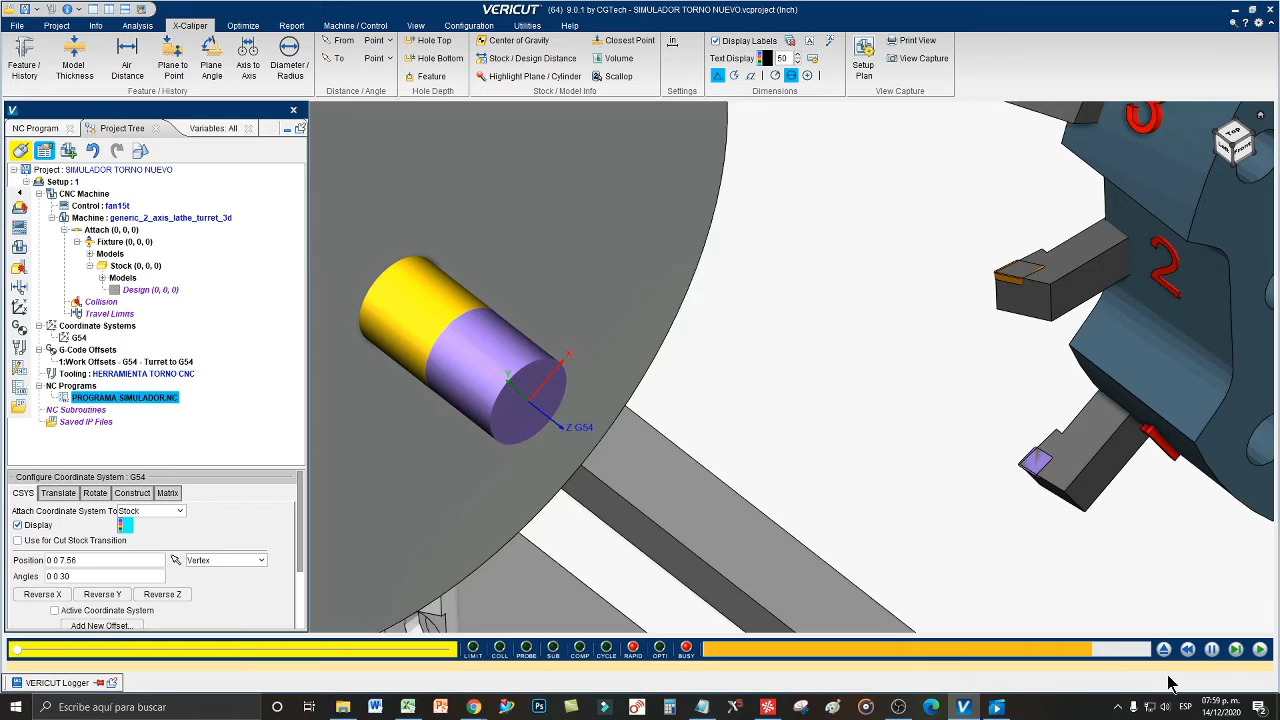 VERICUT (64) 9.0.1 by CGTech - SIMULADOR TORNO NUEVO.vcproject (Inch)
File Project Info Analysis X-Caliper Optimize Report Machine / Control View Configuration Utilities Help
Feature / History
Model Thickness
Air Distance
Plane to Point
Plane Angle
Axis to Axis
Diameter / Radius
Feature / History
From Point
To Point
Distance / Angle
Hole Top
Hole Bottom
Feature
Hole Depth
Center of Gravity
Stock / Design Distance
Highlight Plane / Cylinder
Closest Point
Volume
Scallop
Stock / Model Info
in
Settings
Display Labels
Text Display 50
Dimensions
Setup Plan
Print View
View Capture
View Capture
NC Program Project Tree Variables: All
Project : SIMULADOR TORNO NUEVO
Setup : 1
CNC Machine
Control : fan15t
Machine : generic_2_axis_lathe_turret_3d
Attach (0, 0, 0)
Fixture (0, 0, 0)
Models
Stock (0, 0, 0)
Models
Design (0, 0, 0)
Collision
Travel Limits
Coordinate Systems
G54
G-Code Offsets
1:Work Offsets - G54 - Turret to G54
Tooling : HERRAMIENTA TORNO CNC
NC Programs
PROGRAMA SIMULADOR.NC
NC Subroutines
Saved IP Files
Configure Coordinate System : G54
CSYS Translate Rotate Construct Matrix
Attach Coordinate System To Stock
Display
Use for Cut Stock Transition
Position 0 0 7.56 Vertex
Angles 0 0 30
Reverse X Reverse Y Reverse Z
Active Coordinate System
Add New Offset...
X
Y
Z G54
3
2
1
Top
Left
Front
LIMIT COLL PROBE SUB COMP CYCLE RAPID OPTI BUSY
VERICUT Logger
Escribe aquí para buscar
ESP
07:59 p. m.
14/12/2020